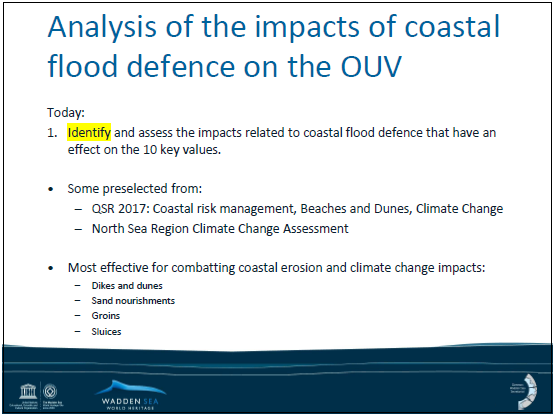 Analysis of the impacts of coastal
flood defence on the OUV
Today:
1. Identify and assess the impacts related to coastal flood defence that have an
effect on the 10 key values.
• Some preselected from:
– QSR 2017: Coastal risk management, Beaches and Dunes, Climate Change
– North Sea Region Climate Change Assessment
• Most effective for combatting coastal erosion and climate change impacts:
– Dikes and dunes
– Sand nourishments
– Groins
– Sluices
WADDEN SEA
WORLD HERITAGE